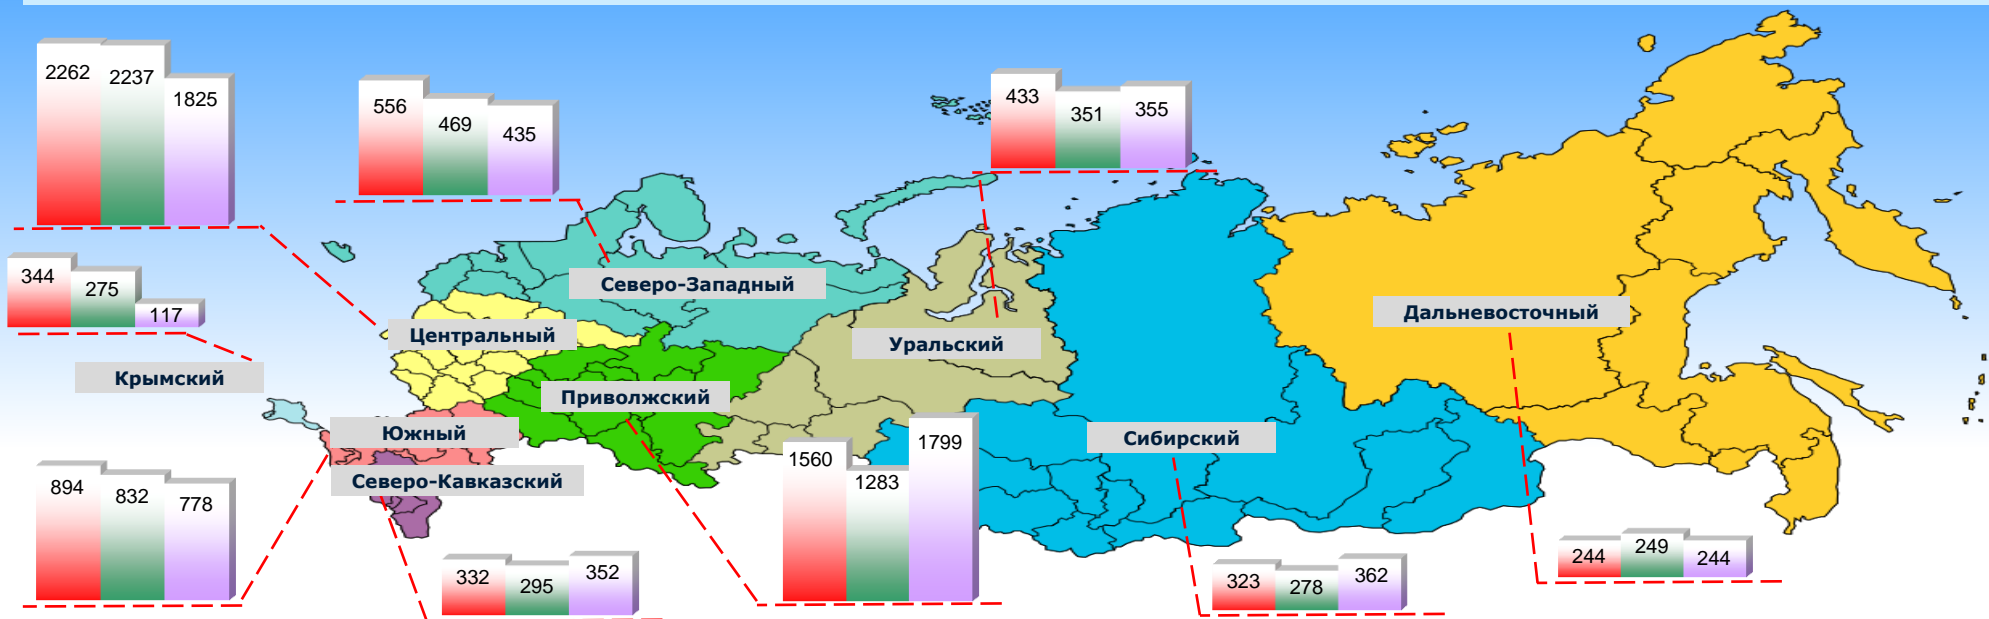 2262 2237 1825
556 469 435
433 351 355
344 275 117
Северо-Западный
Дальневосточный
Центральный
Уральский
Крымский
Приволжский
Южный
Сибирский
Северо-Кавказский
894 832 778
1560 1283 1799
332 295 352
323 278 362
244 249 244